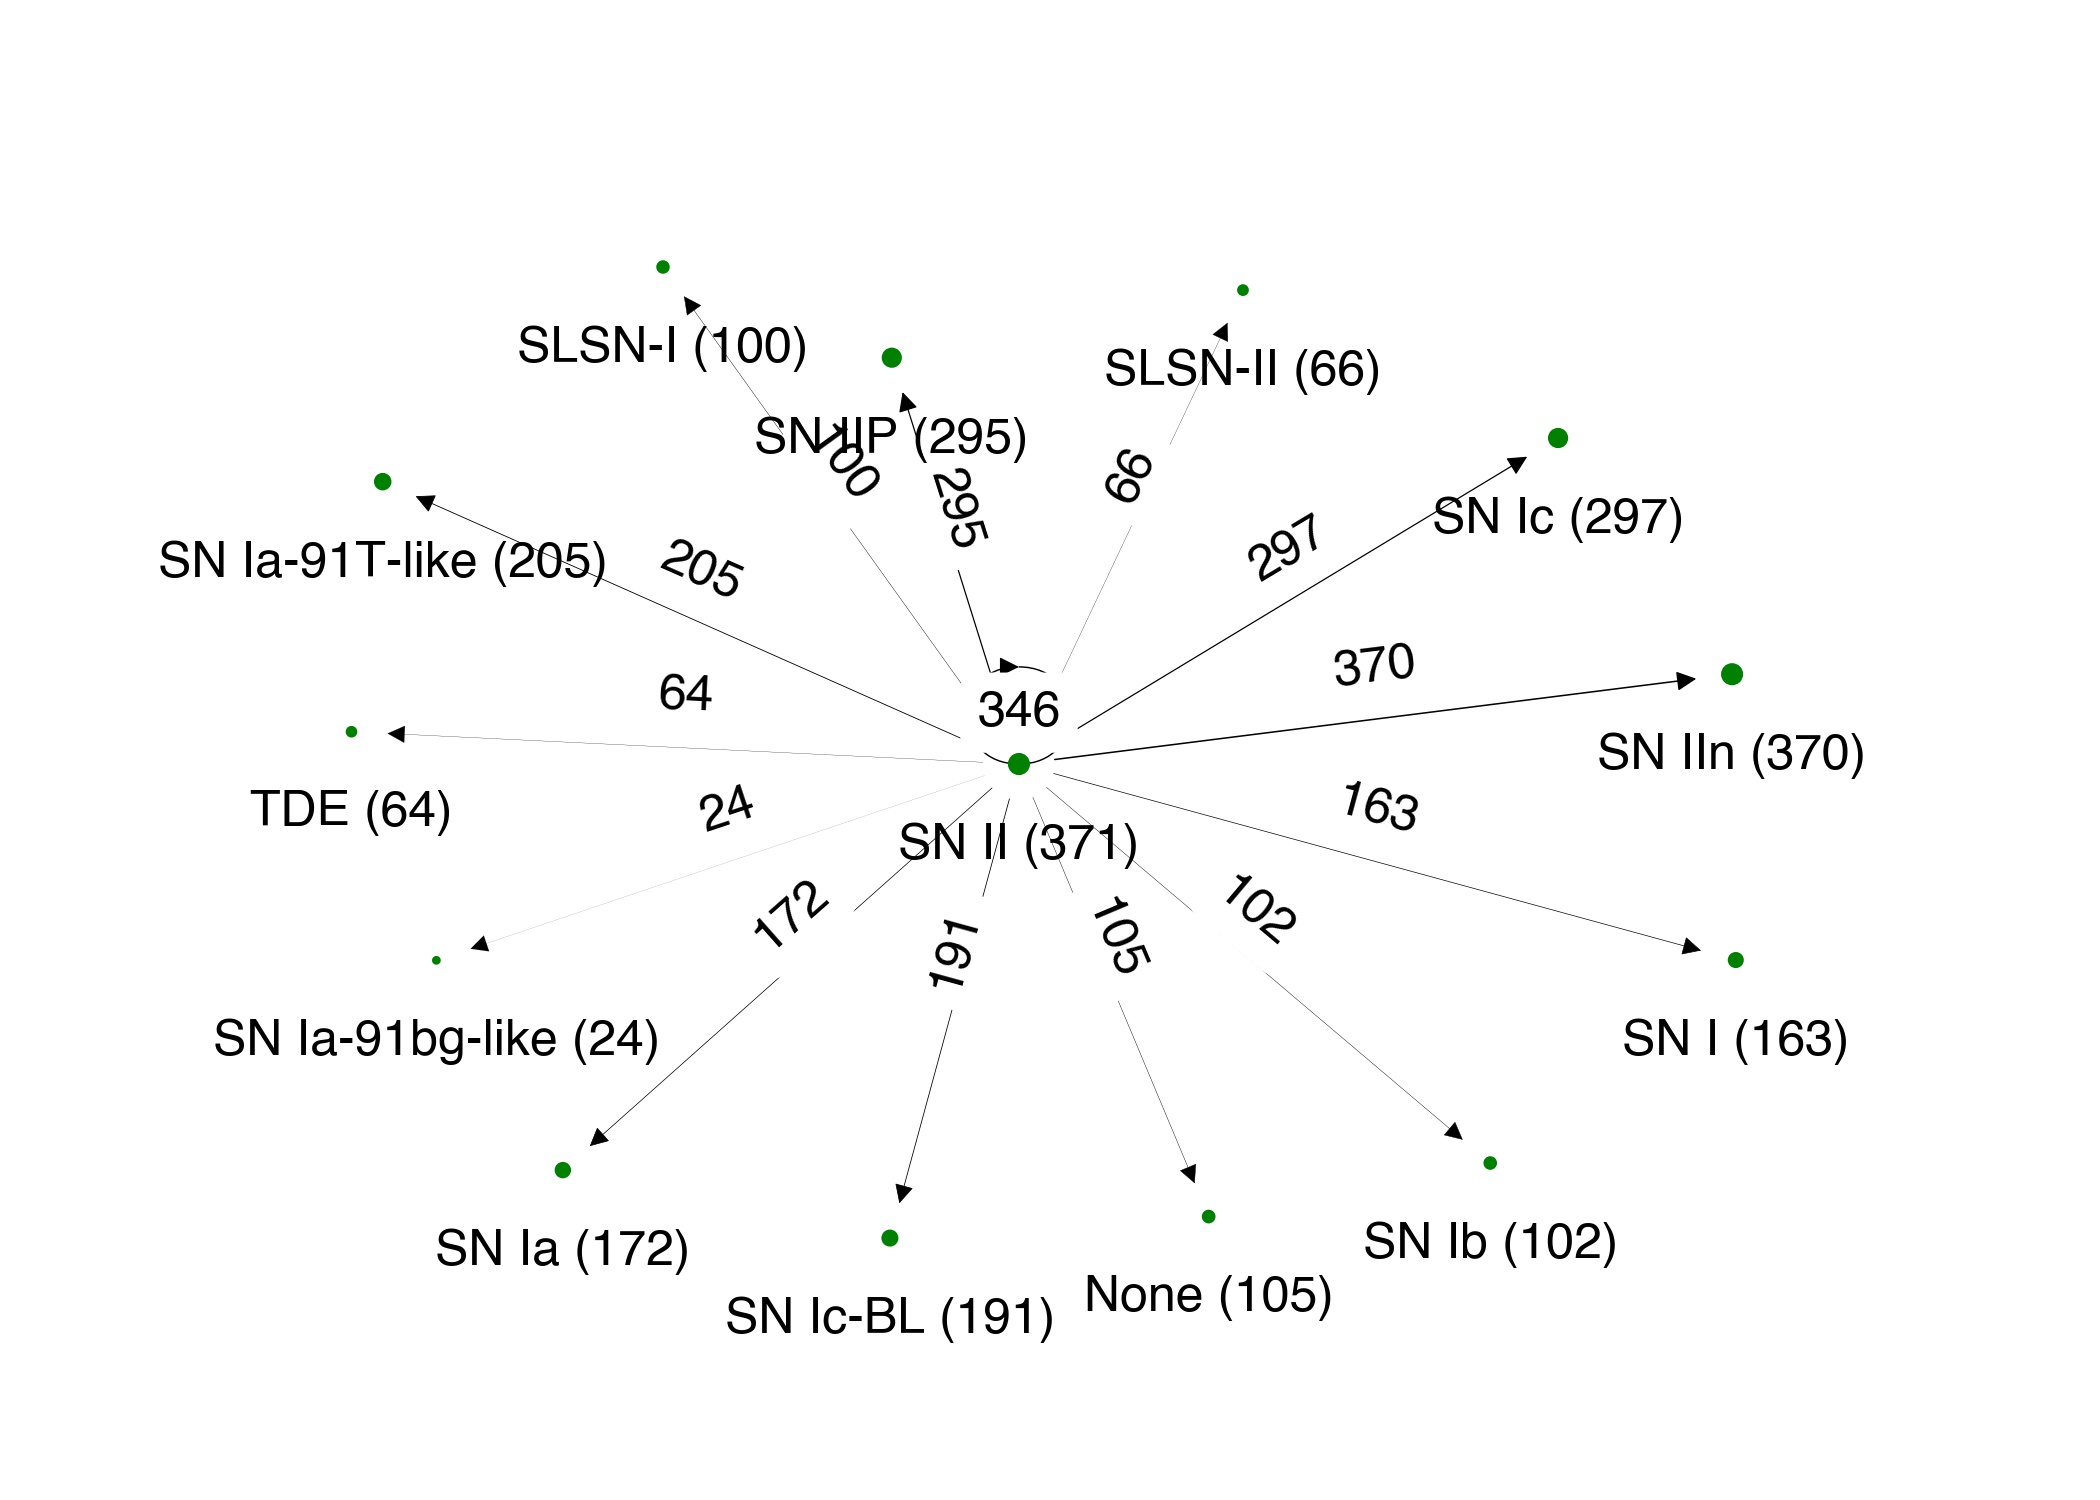 SLSN-I (100)
SN IIP (295)
SLSN-II (66)
100
295
66
SN Ic (297)
297
SN Ia-91T-like (205)
205
370
64
346
SN IIn (370)
TDE (64)
24
163
SN II (371)
172
191
105
102
SN Ia-91bg-like (24)
SN I (163)
SN Ia (172)
SN Ib (102)
SN Ic-BL (191)
None (105)